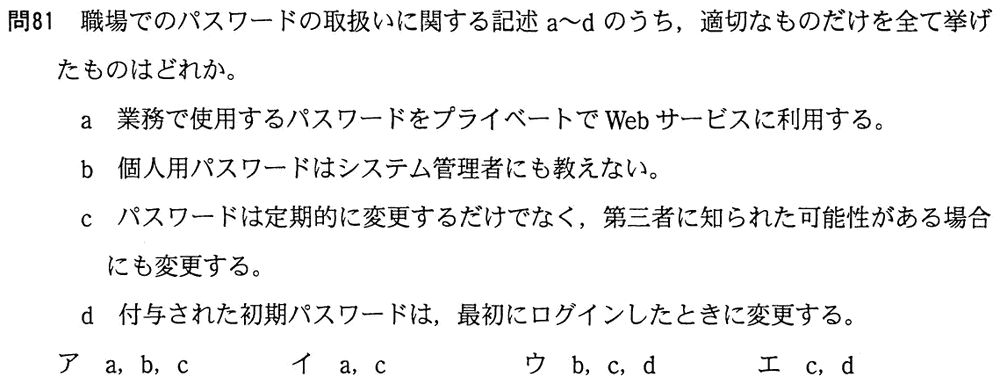 問81 職場でのパスワードの取扱いに関する記述 a～d のうち，適切なものだけを全て挙げ
たものはどれか。
a 業務で使用するパスワードをプライベートで Web サービスに利用する。
b 個人用パスワードはシステム管理者にも教えない。
c パスワードは定期的に変更するだけでなく，第三者に知られた可能性がある場合
にも変更する。
d 付与された初期パスワードは，最初にログインしたときに変更する。
ア a，b，c イ a，c ウ b，c，d エ c，d